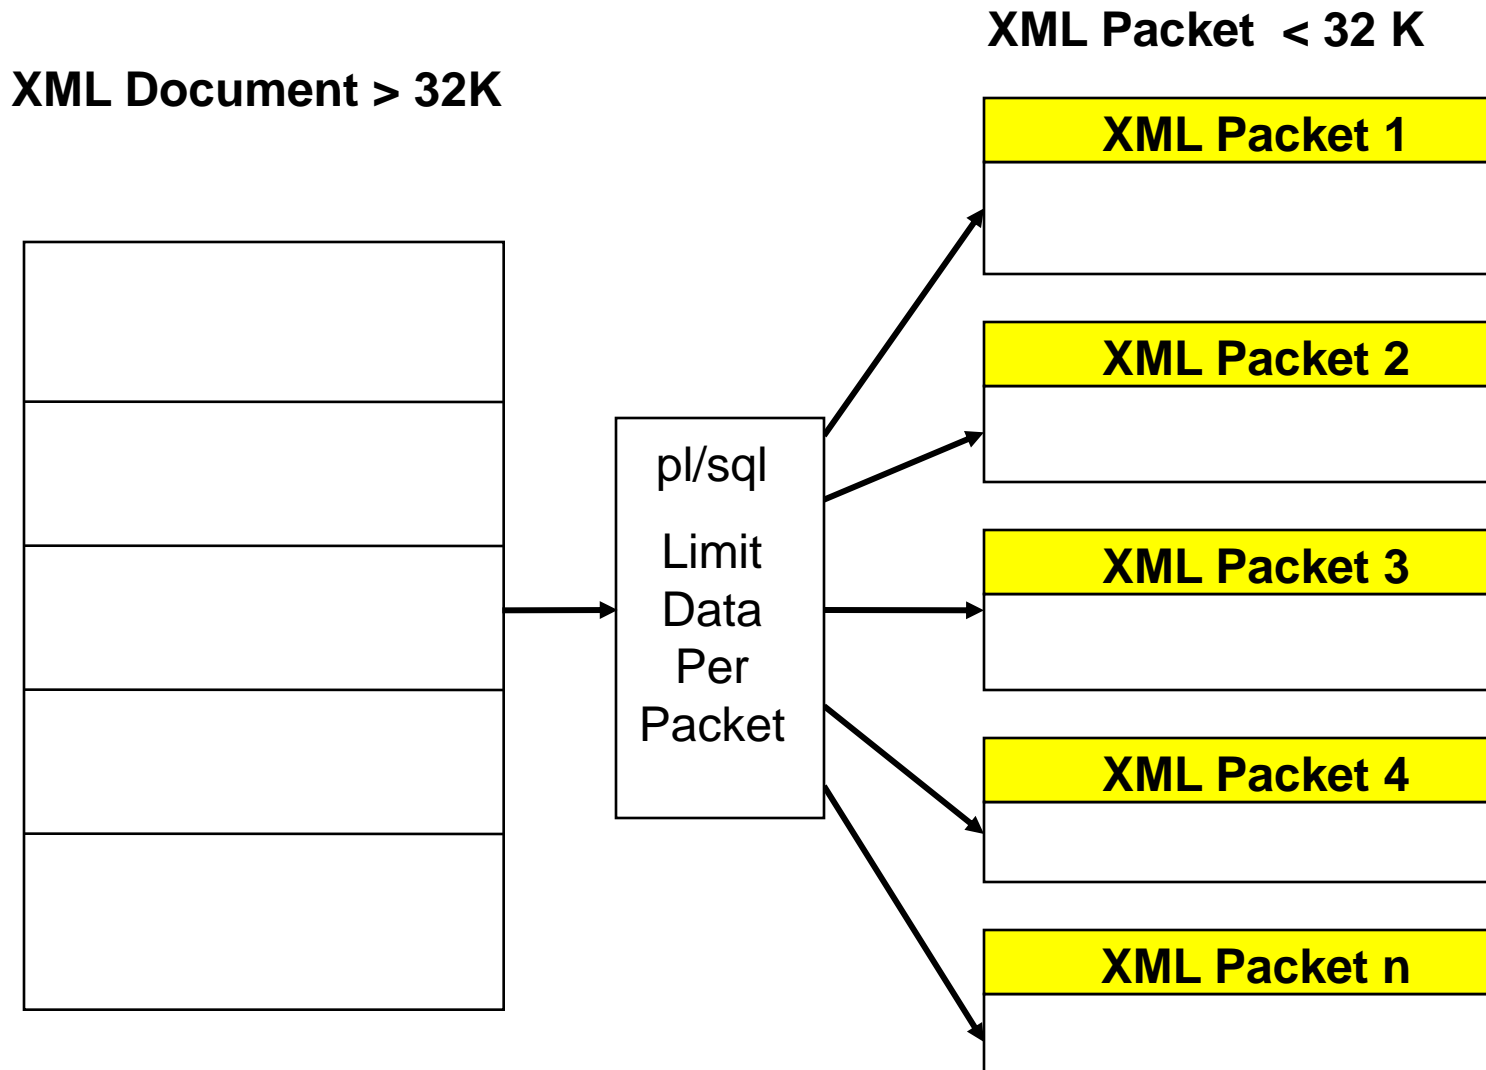 XML Document > 32K
XML Packet < 32 K
pl/sql
Limit
Data
Per
Packet
XML Packet 1
XML Packet 2
XML Packet 3
XML Packet 4
XML Packet n